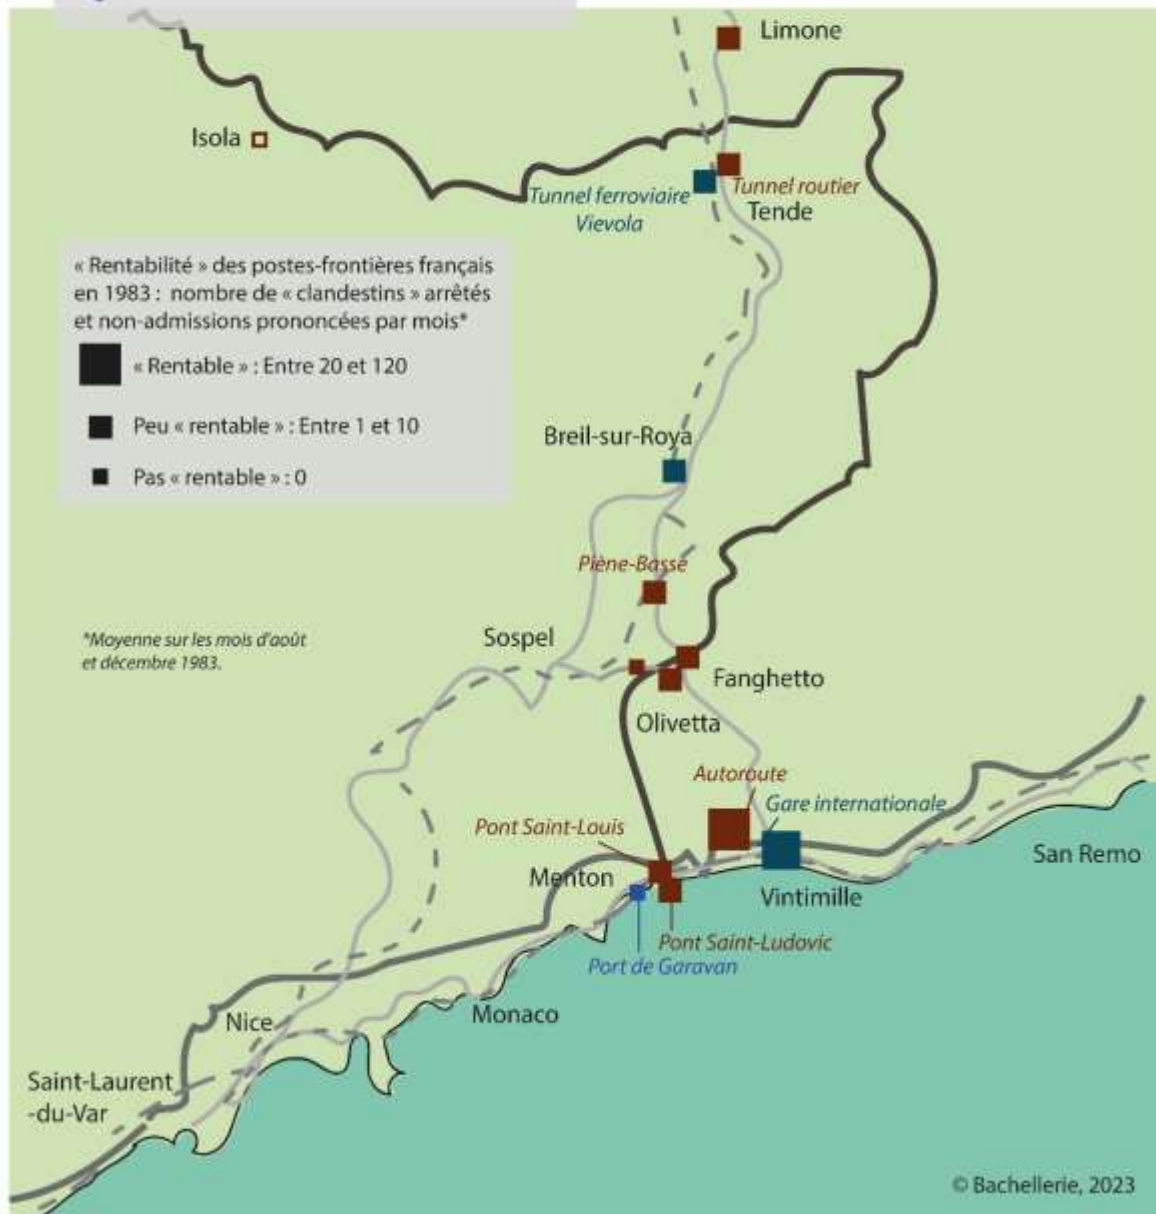 Limone
Isola
Tunnel ferroviaire
Vievola
Tunnel routier
Tende
« Rentabilité » des postes-frontières français
en 1983 : nombre de « clandestins » arrêtés
et non-admissions prononcées par mois*
« Rentable » : Entre 20 et 120
Peu « rentable » : Entre 1 et 10
Pas « rentable » : 0
Breil-sur-Roya
Piène-Basse
*Moyenne sur les mois d'août
et décembre 1983.
Sospel
Fanghetto
Olivetta
Autoroute
Gare internationale
Pont Saint-Louis
San Remo
Menton
Vintimille
Pont Saint-Ludovic
Port de Garavan
Monaco
Nice
Saint-Laurent
-du-Var
© Bachellerie, 2023